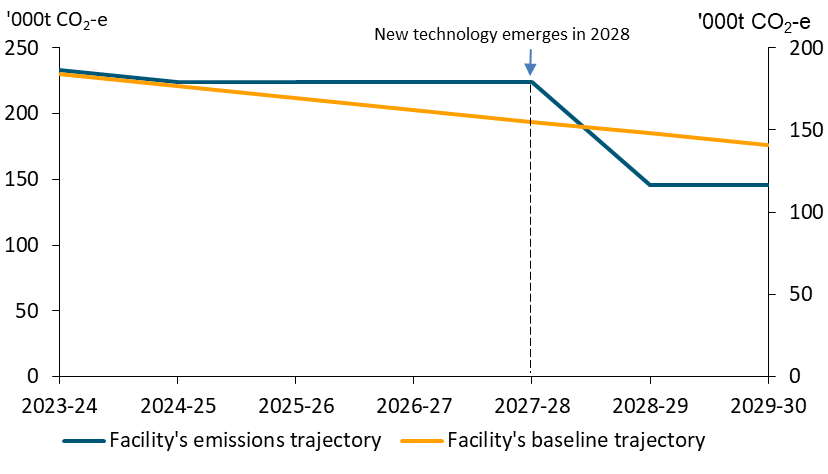 '000t CO₂-e
'000t CO₂-e
New technology emerges in 2028
250
200
150
100
50
0
200
150
100
50
0
2023-24 2024-25 2025-26 2026-27 2027-28 2028-29 2029-30
Facility's emissions trajectory Facility's baseline trajectory